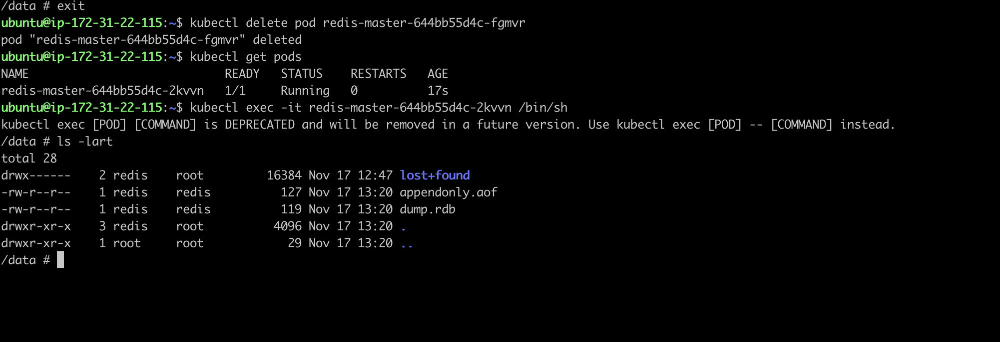 /data # exit
ubuntu@ip-172-31-22-115:~$ kubectl delete pod redis-master-644bb55d4c-fgmvr
pod "redis-master-644bb55d4c-fgmvr" deleted
ubuntu@ip-172-31-22-115:~$ kubectl get pods
NAME                            READY   STATUS    RESTARTS   AGE
redis-master-644bb55d4c-2kvvn   1/1     Running   0          17s
ubuntu@ip-172-31-22-115:~$ kubectl exec -it redis-master-644bb55d4c-2kvvn /bin/sh
kubectl exec [POD] [COMMAND] is DEPRECATED and will be removed in a future version. Use kubectl exec [POD] -- [COMMAND] instead.
/data # ls -lart
total 28
drwx------    2 redis    root         16384 Nov 17 12:47 lost+found
-rw-r--r--    1 redis    redis          127 Nov 17 13:20 appendonly.aof
-rw-r--r--    1 redis    redis          119 Nov 17 13:20 dump.rdb
drwxr-xr-x    3 redis    root          4096 Nov 17 13:20 .
drwxr-xr-x    1 root     root            29 Nov 17 13:20 ..
/data #